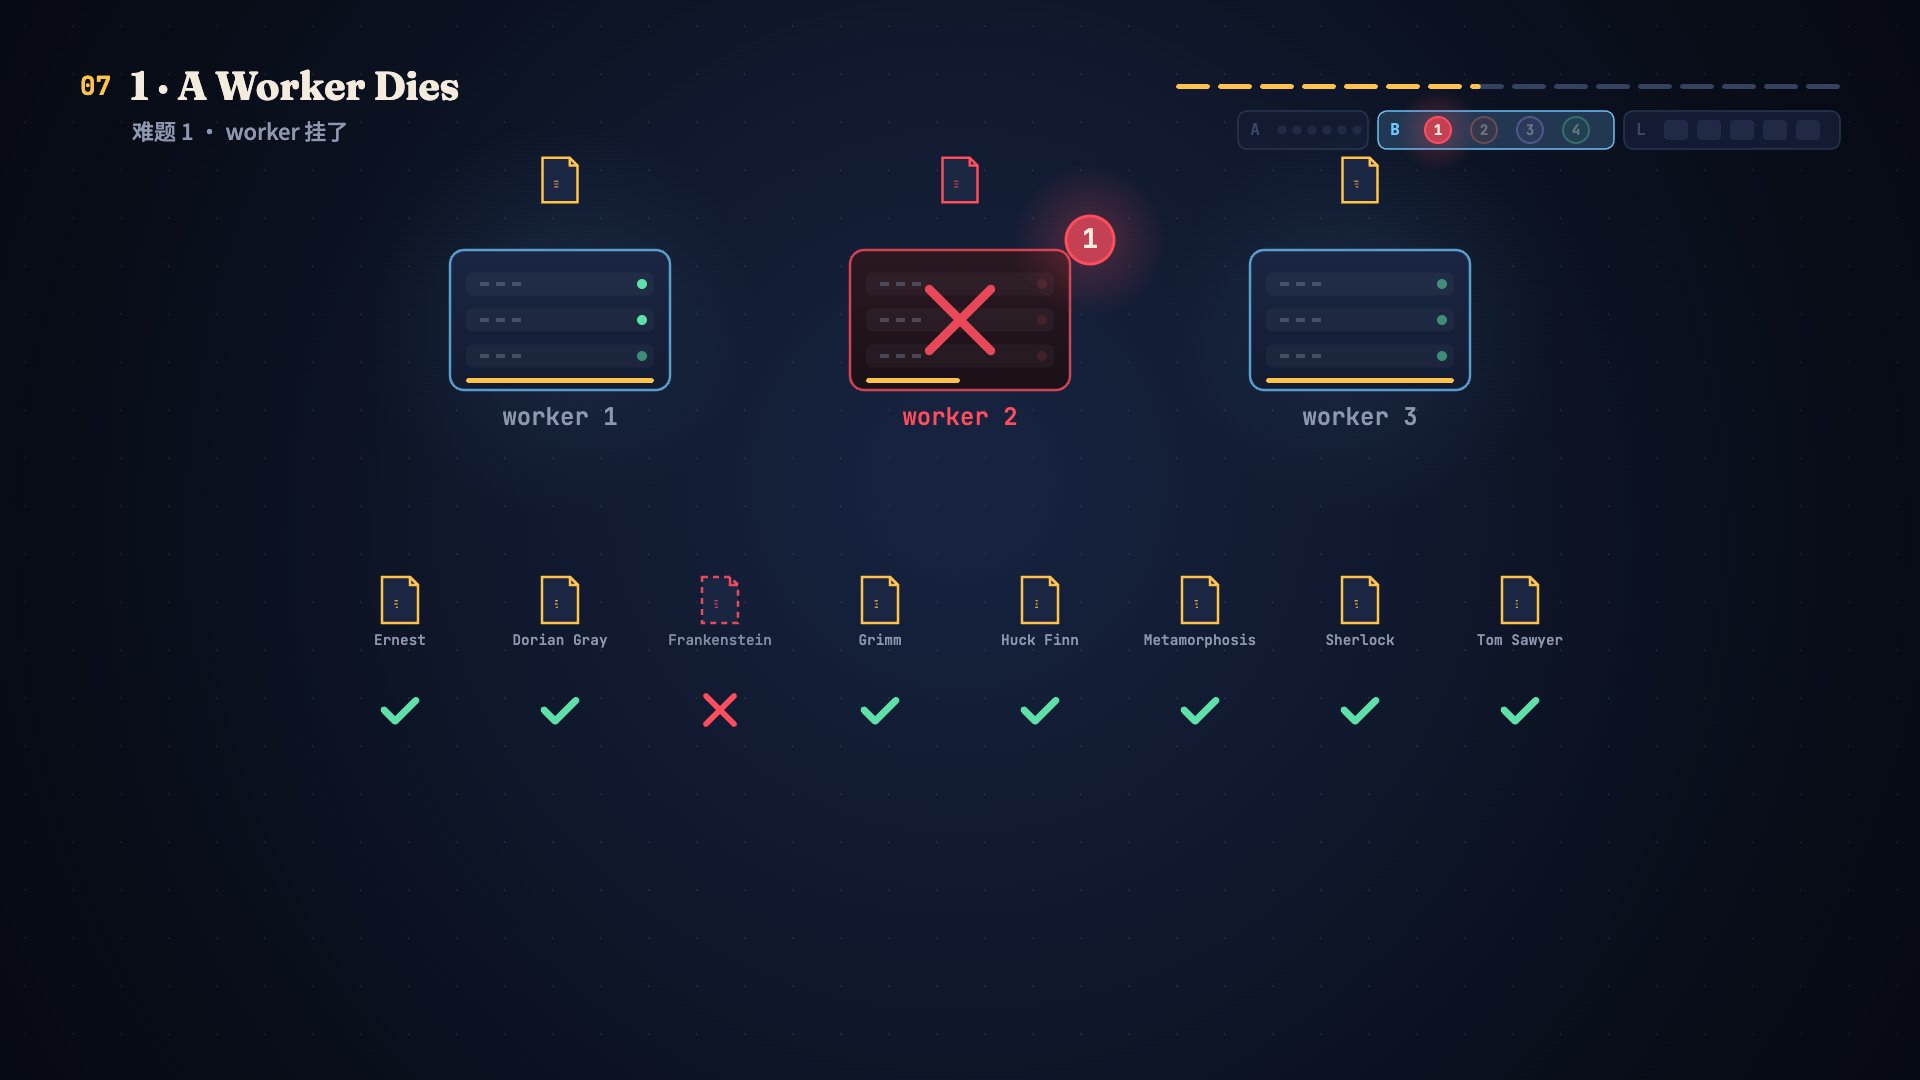 07 1 · A Worker Dies
难题 1 · worker 挂了
A
B 1 2 3 4
L
1
worker 1
worker 2
worker 3
Ernest
Dorian Gray
Frankenstein
Grimm
Huck Finn
Metamorphosis
Sherlock
Tom Sawyer